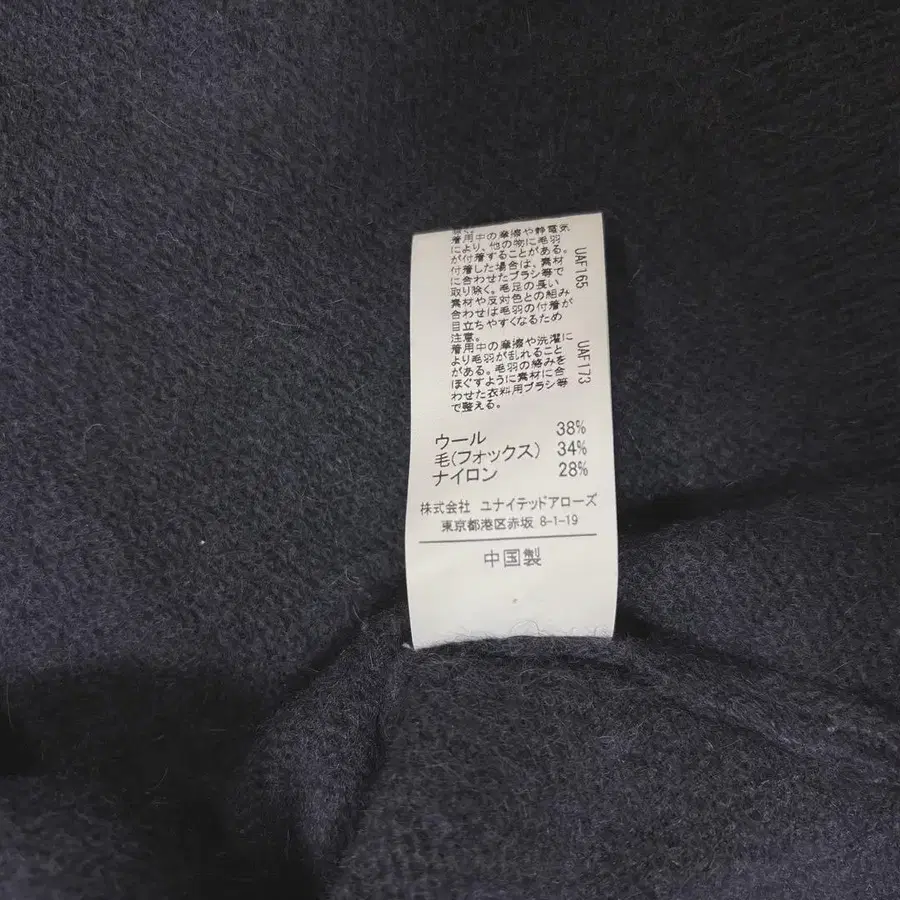 着用中の摩擦や静電気
により、他の物に毛羽
が付着することがある。
付着した場合は、素材
に合わせたブラシ等で
取り除く。毛足の長い
素材や反対色との組み
合わせは毛羽の付着が
目立ちやすくなるため
注意。
UAF165
着用中の摩擦や洗濯に
より毛羽が乱れること
がある。毛羽の絡みを
ほぐすように素材に合
わせた衣料用ブラシ等
で整える。
UAF173
ウール 38%
毛(フォックス) 34%
ナイロン 28%
株式会社 ユナイテッドアローズ
東京都港区赤坂 8-1-19
中国製